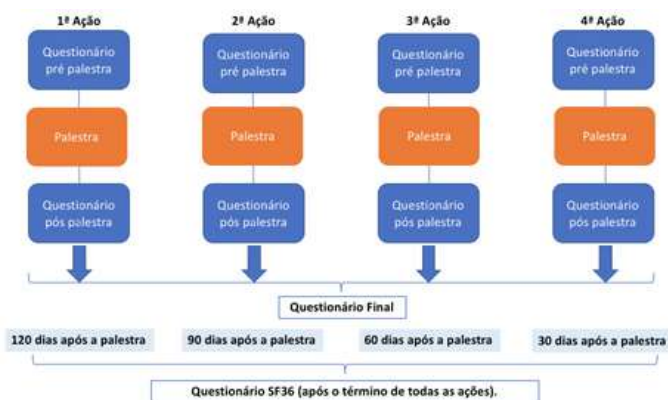 1ª Ação
2ª Ação
3ª Ação
4ª Ação
Questionário
pré palestra
Questionário
pré palestra
Questionário
pré palestra
Questionário
pré palestra
Palestra
Palestra
Palestra
Palestra
Questionário
pós palestra
Questionário
pós palestra
Questionário
pós palestra
Questionário
pós palestra
Questionário Final
120 dias após a palestra
90 dias após a palestra
60 dias após a palestra
30 dias após a palestra
Questionário SF36 (após o término de todas as ações).